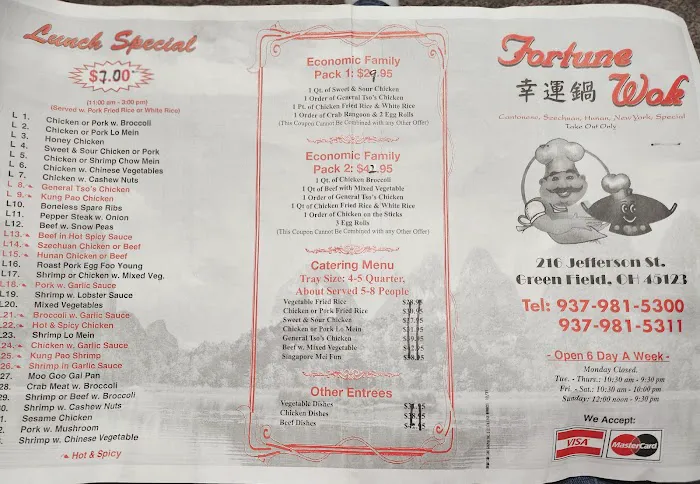 Lunch Special
$7.00
(11:00 am - 3:00 pm)
(Served w. Pork Fried Rice or White Rice)
L 1. Chicken or Pork w. Broccoli
L 2. Chicken or Pork Lo Mein
L 3. Honey Chicken
L 4. Sweet & Sour Chicken or Pork
L 5. Chicken or Shrimp Chow Mein
L 6. Chicken w. Chinese Vegetables
L 7. Chicken w. Cashew Nuts
L 8. General Tso's Chicken
L 9. Kung Pao Chicken
L10. Boneless Spare Ribs
L11. Pepper Steak w. Onion
L12. Beef w. Snow Peas
L13. Beef in Hot Spicy Sauce
L14. Szechuan Chicken or Beef
L15. Hunan Chicken or Beef
L16. Roast Pork Egg Foo Young
L17. Shrimp or Chicken w. Mixed Veg.
L18. Pork w. Garlic Sauce
L19. Shrimp w. Lobster Sauce
L20. Mixed Vegetables
L21. Broccoli w. Garlic Sauce
L22. Hot & Spicy Chicken
L23. Shrimp Lo Mein
24. Chicken w. Garlic Sauce
25. Kung Pao Shrimp
26. Shrimp in Garlic Sauce
27. Moo Goo Gai Pan
28. Crab Meat w. Broccoli
29. Shrimp or Beef w. Broccoli
0. Shrimp w. Cashew Nuts
1. Sesame Chicken
2. Pork w. Mushroom
3. Shrimp w. Chinese Vegetable
Hot & Spicy
Economic Family
Pack 1: $29.95
1 Qt. of Sweet & Sour Chicken
1 Order of General Tso's Chicken
1 Pt. of Chicken Fried Rice & White Rice
1 Order of Crab Rangoon & 2 Egg Rolls
(This Coupon Cannot Be Combined with any Other Offer)
Economic Family
Pack 2: $42.95
1 Qt. of Chicken Broccoli
1 Qt of Beef with Mixed Vegetable
1 Order of General Tso's Chicken
1 Qt of Chicken Fried Rice & White Rice
1 Order of Chicken on the Sticks
3 Egg Rolls
(This Coupon Cannot Be Combined with any Other Offer)
Catering Menu
Tray Size: 4-5 Quarter,
About Served 5-8 People
Vegetable Fried Rice
Chicken or Pork Fried Rice
Sweet & Sour Chicken
Chicken or Pork Lo Mein
General Tso's Chicken
Beef w. Mixed Vegetable
Singapore Mei Fun
Other Entrees
Vegetable Dishes
Chicken Dishes
Beef Dishes
Fortune
幸運鍋 Wok
Cantonese, Szechuan, Hunan, New York, Special
Take Out Only
216 Jefferson St.
Green Field, OH 45123
Tel: 937-981-5300
937-981-5311
- Open 6 Day A Week -
Monday Closed.
Tue. - Thurs.: 10:30 am - 9:30 pm
Fri. - Sat.: 10:30 am - 10:00 pm
Sunday: 12:00 noon - 9:30 pm
We Accept:
VISA MasterCard